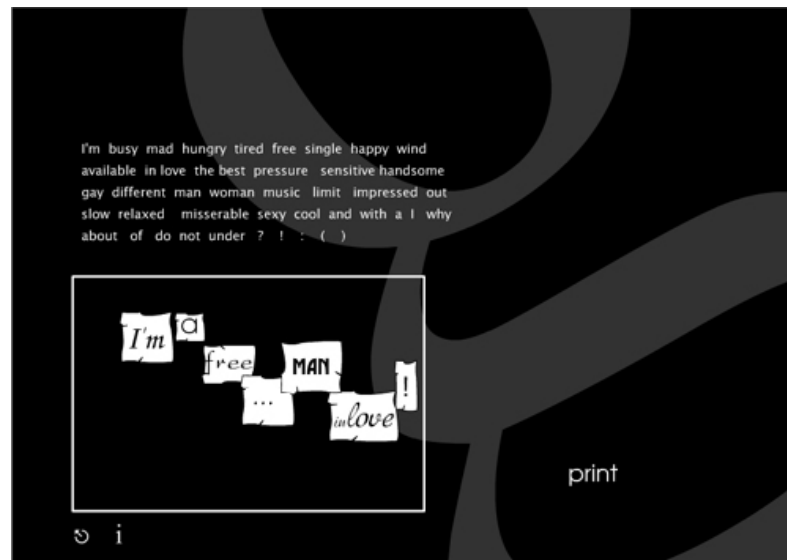 I'm busy mad hungry tired free single happy wind
available in love the best pressure sensitive handsome
gay different man woman music limit impressed out
slow relaxed misserable sexy cool and with a I why
about of do not under ? ! : ( )
I'm a
free
... MAN
in love !
print
i